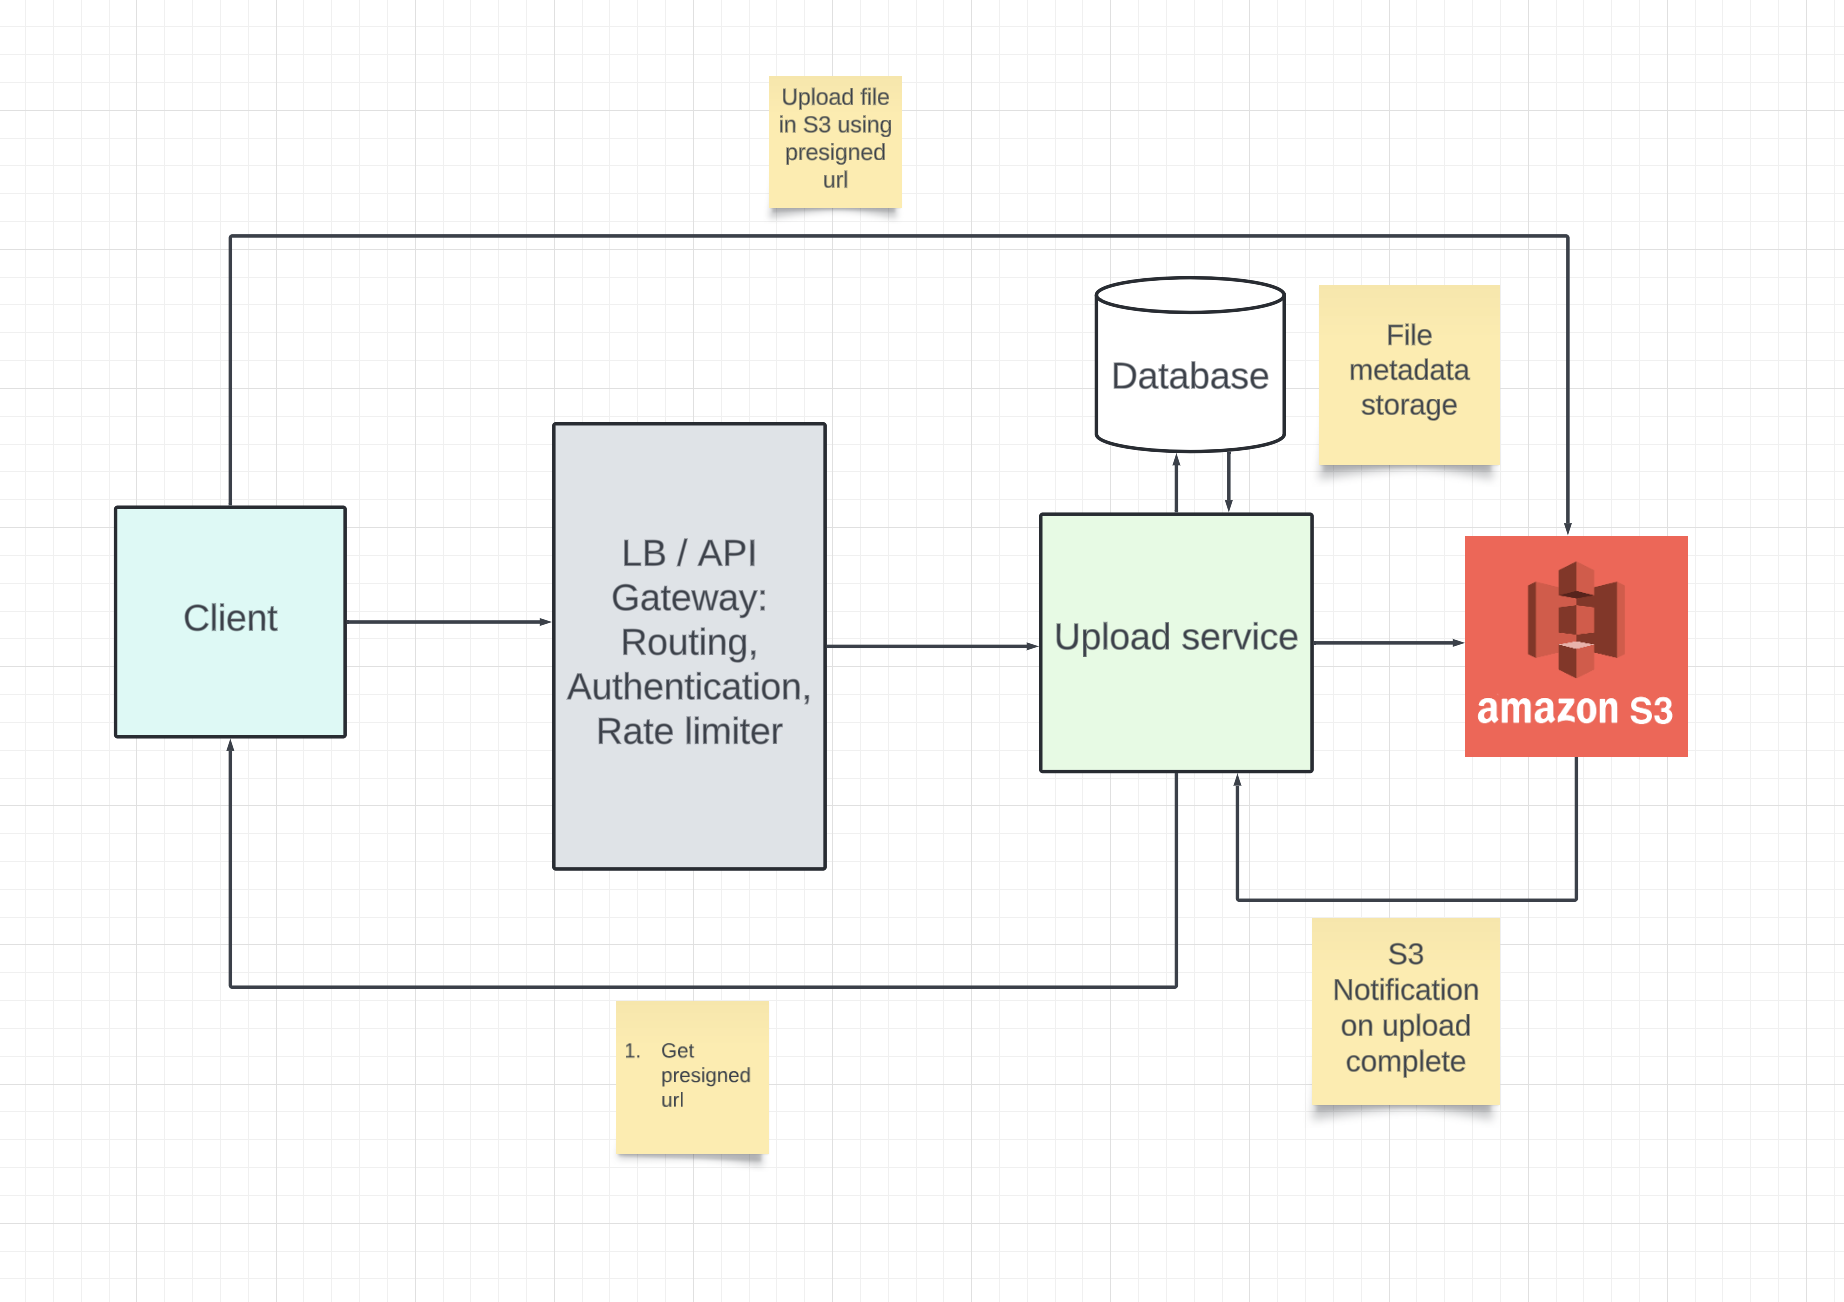 Upload file
in S3 using
presigned
url
Database
File
metadata
storage
Client
LB / API
Gateway:
Routing,
Authentication,
Rate limiter
Upload service
amazon S3
S3
Notification
on upload
complete
1. Get
presigned
url